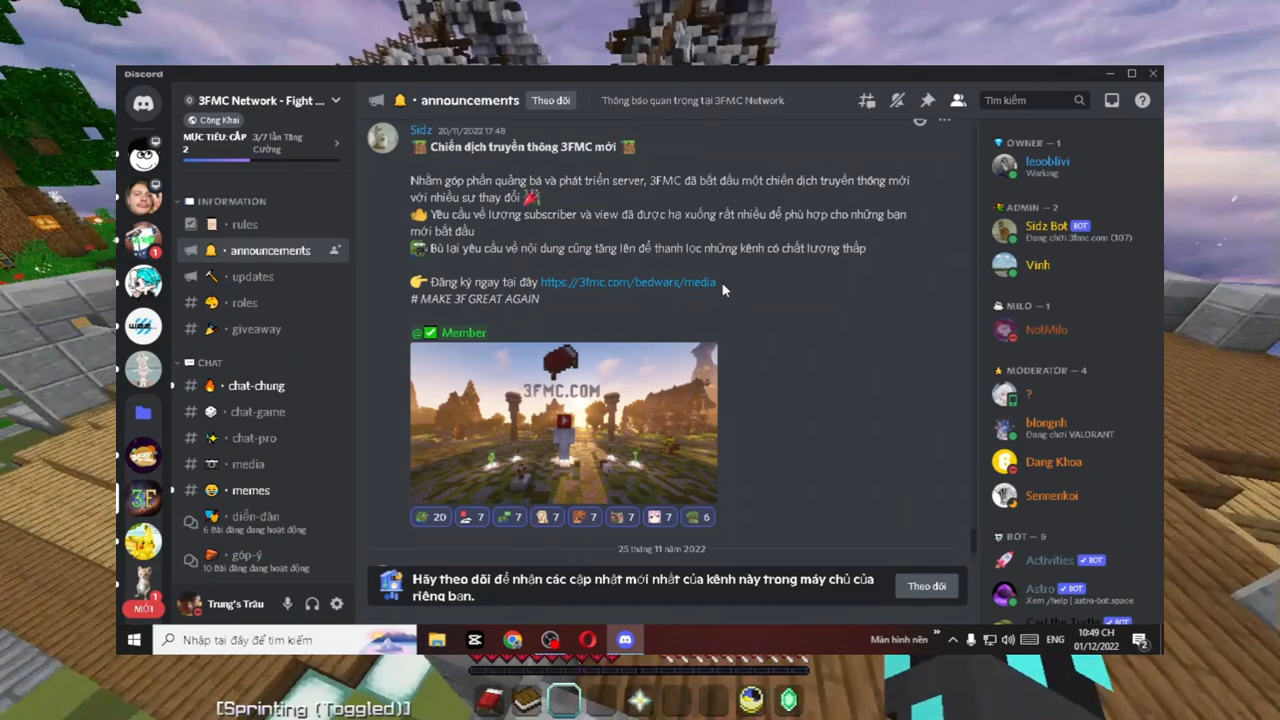 Discord
3FMC Network - Fight ...
Công Khai
MỤC TIÊU: CẤP 2
3/7 lần Tăng Cường
INFORMATION
rules
announcements
updates
roles
giveaway
CHAT
chat-chung
chat-game
chat-pro
media
memes
diễn-đàn
6 Bài đăng đang hoạt động
góp-ý
10 Bài đăng đang hoạt động
MỚI
Trung's Trâu
announcements
Theo dõi
Thông báo quan trọng tại 3FMC Network
Tìm kiếm
Sidz 20/11/2022 17:48
Chiến dịch truyền thông 3FMC mới
Nhằm góp phần quảng bá và phát triển server, 3FMC đã bắt đầu một chiến dịch truyền thông mới
với nhiều sự thay đổi
Yêu cầu về lượng subscriber và view đã được hạ xuống rất nhiều để phù hợp cho những bạn
mới bắt đầu
Bù lại yêu cầu về nội dung cũng tăng lên để thanh lọc những kênh có chất lượng thấp
Đăng ký ngay tại đây https://3fmc.com/bedwars/media
# MAKE 3F GREAT AGAIN
@✅ Member
3FMC.COM
20 7 7 7 7 7 7 6
25 tháng 11 năm 2022
Hãy theo dõi để nhận các cập nhật mới nhất của kênh này trong máy chủ của
riêng bạn.
Theo dõi
OWNER – 1
leooblivi
Working
ADMIN – 2
Sidz Bot BOT
Đang chơi 3fmc.com (107)
Vinh
MILO – 1
NotMilo
MODERATOR – 4
?
blongnh
Đang chơi VALORANT
Dang Khoa
Sennenkoi
BOT – 9
Activities BOT
Astro BOT
Xem /help | astro-bot.space
Carl the Turtle BOT
Nhập tại đây để tìm kiếm
Màn hình nền
ENG
10:49 CH
01/12/2022
2
[Sprinting (Toggled)]